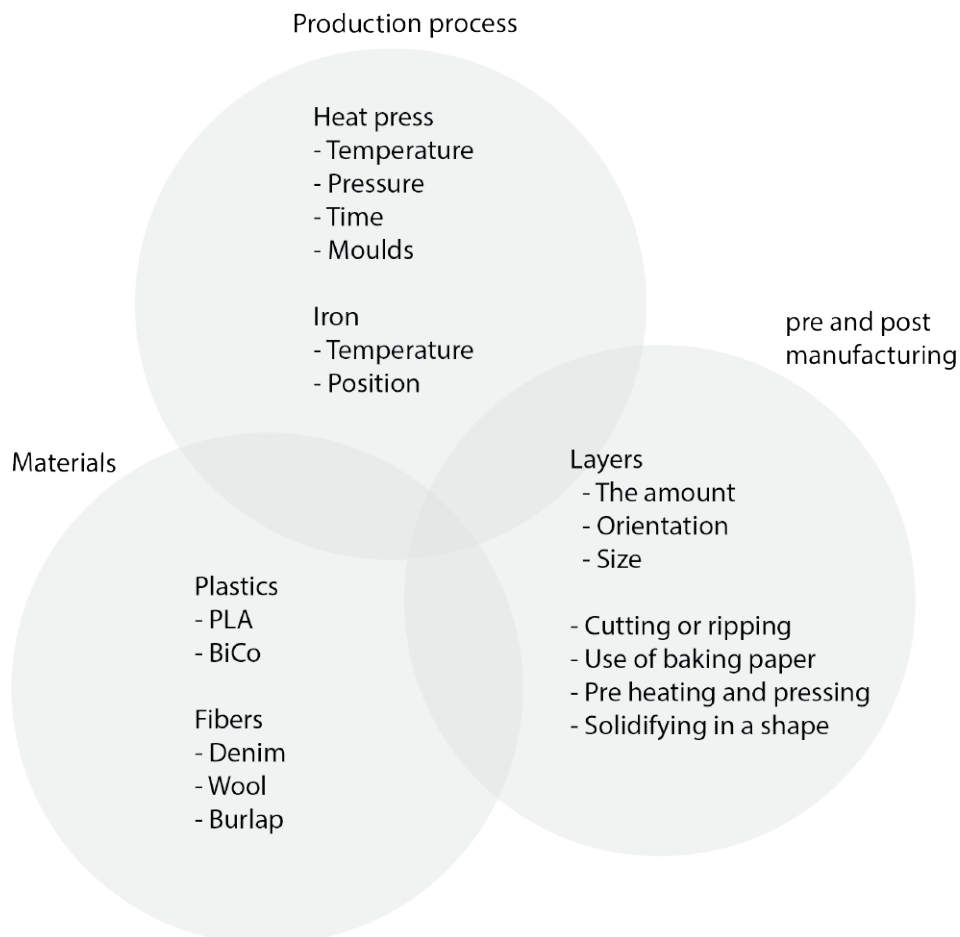 Production process
Heat press
- Temperature
- Pressure
- Time
- Moulds
Iron
- Temperature
- Position
pre and post
manufacturing
Layers
- The amount
- Orientation
- Size
- Cutting or ripping
- Use of baking paper
- Pre heating and pressing
- Solidifying in a shape
Materials
Plastics
- PLA
- BiCo
Fibers
- Denim
- Wool
- Burlap